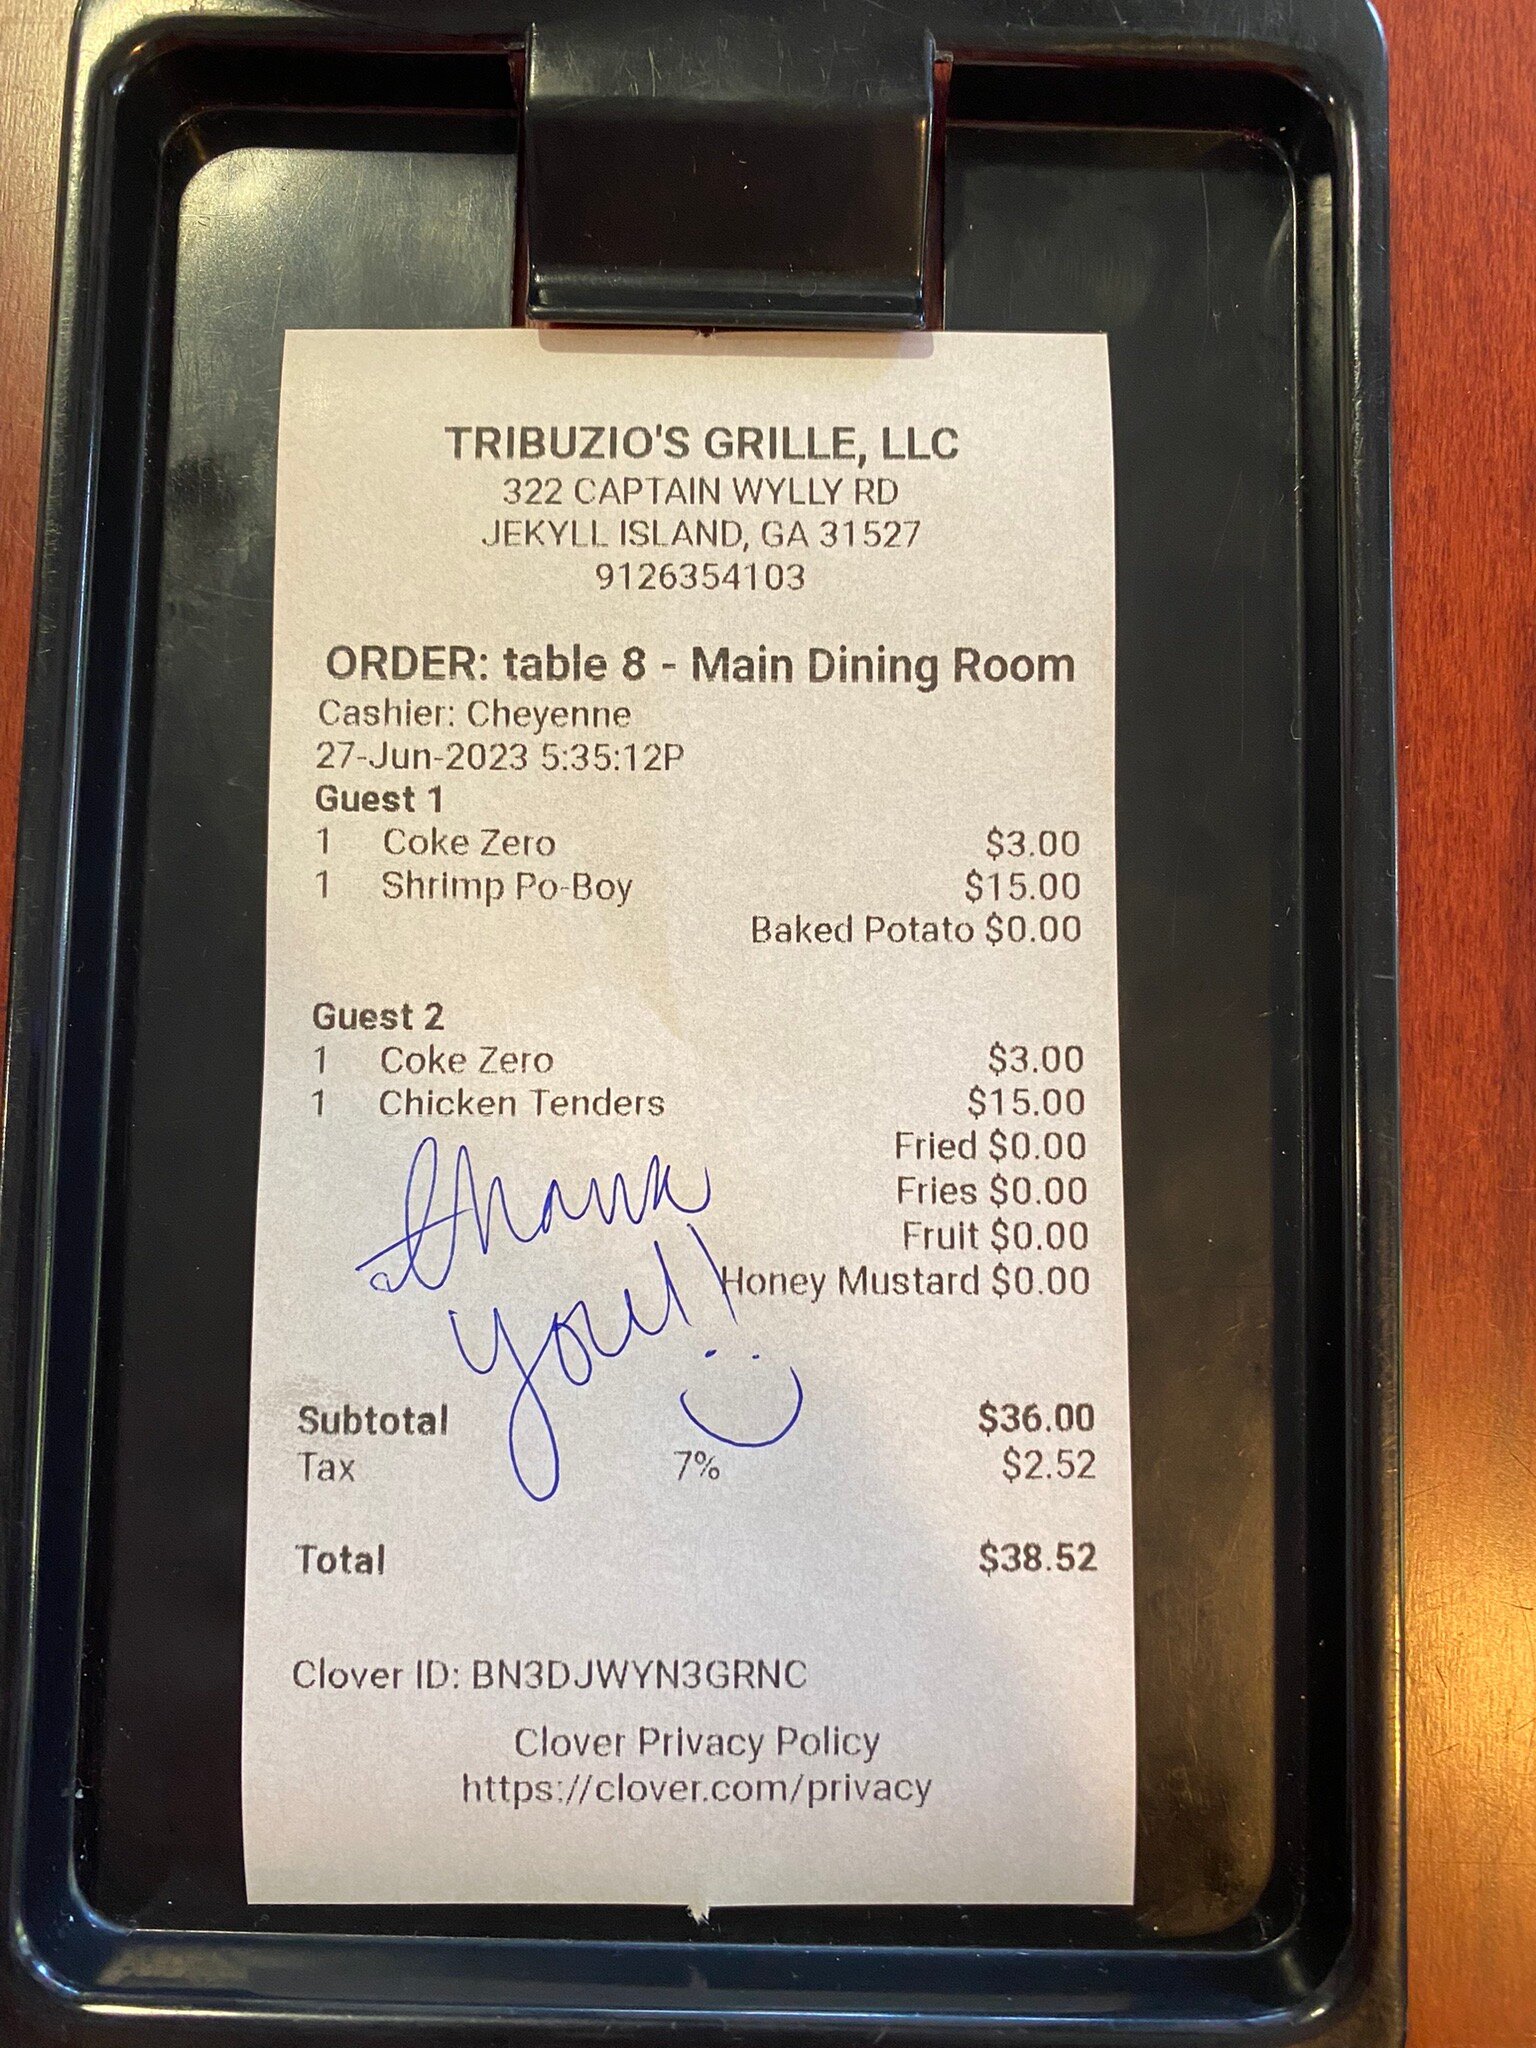 TRIBUZIO'S GRILLE, LLC
322 CAPTAIN WYLLY RD
JEKYLL ISLAND, GA 31527
9126354103
ORDER: table 8 - Main Dining Room
Cashier: Cheyenne
27-Jun-2023 5:35:12P
Guest 1
1 Coke Zero $3.00
1 Shrimp Po-Boy $15.00
Baked Potato $0.00
Guest 2
1 Coke Zero $3.00
1 Chicken Tenders $15.00
Fried $0.00
Fries $0.00
Fruit $0.00
Honey Mustard $0.00
thank
you!!
Subtotal $36.00
Tax 7% $2.52
Total $38.52
Clover ID: BN3DJWYN3GRNC
Clover Privacy Policy
https://clover.com/privacy